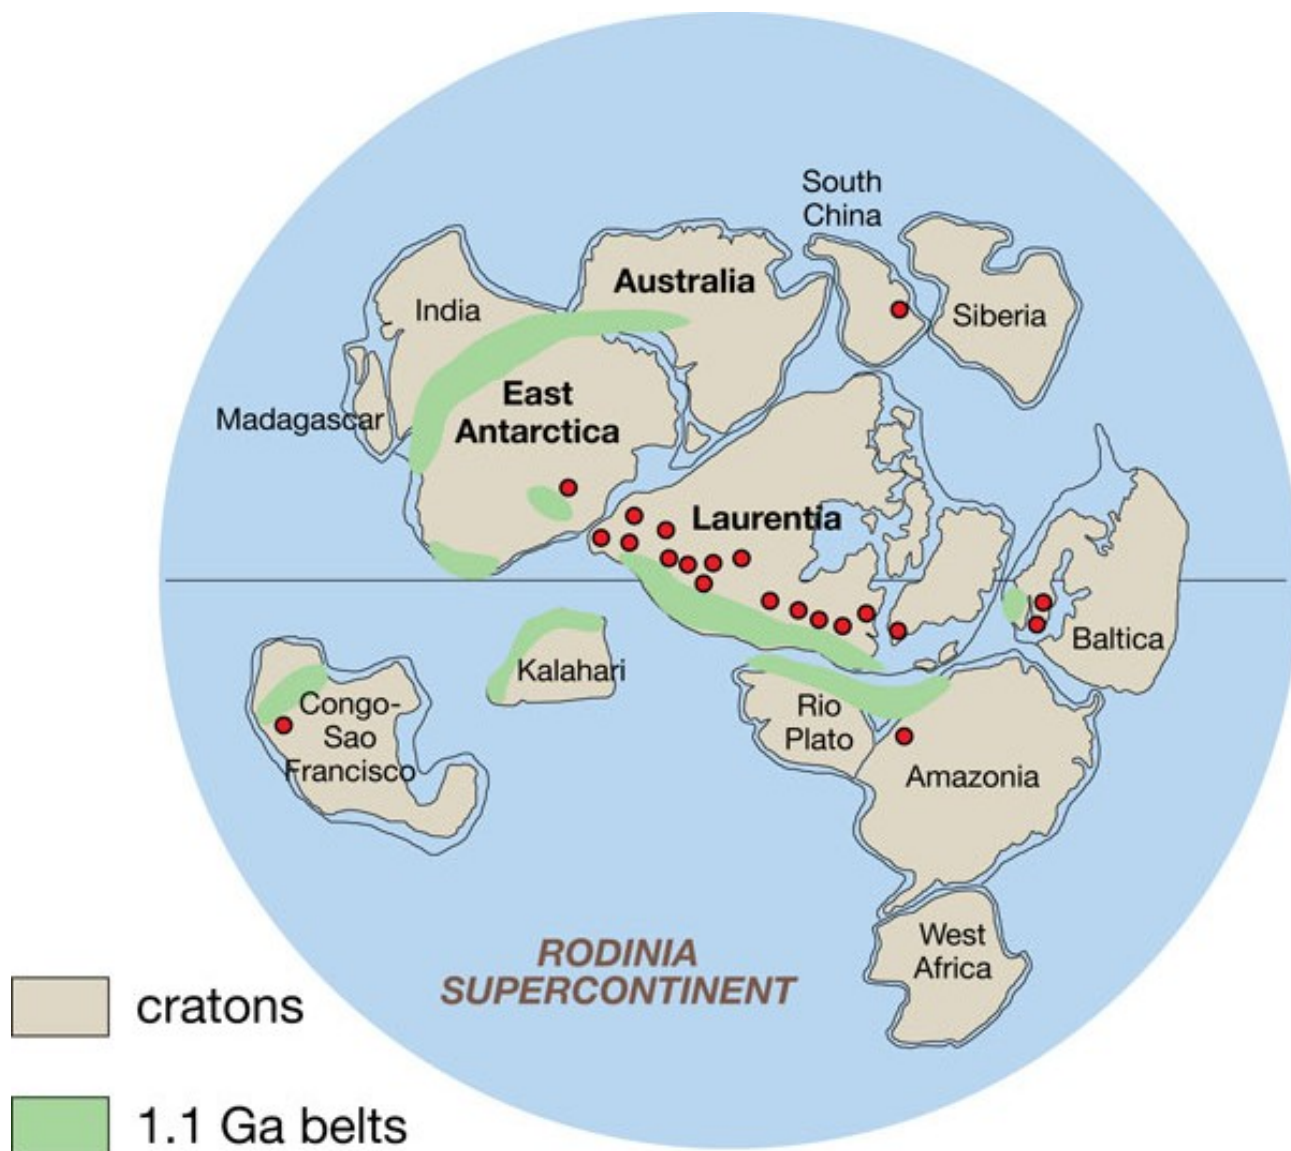 South
China
Australia
India
Siberia
East
Antarctica
Madagascar
Laurentia
Baltica
Kalahari
Congo-
Sao
Francisco
Rio
Plato
Amazonia
West
Africa
RODINIA
SUPERCONTINENT
cratons
1.1 Ga belts